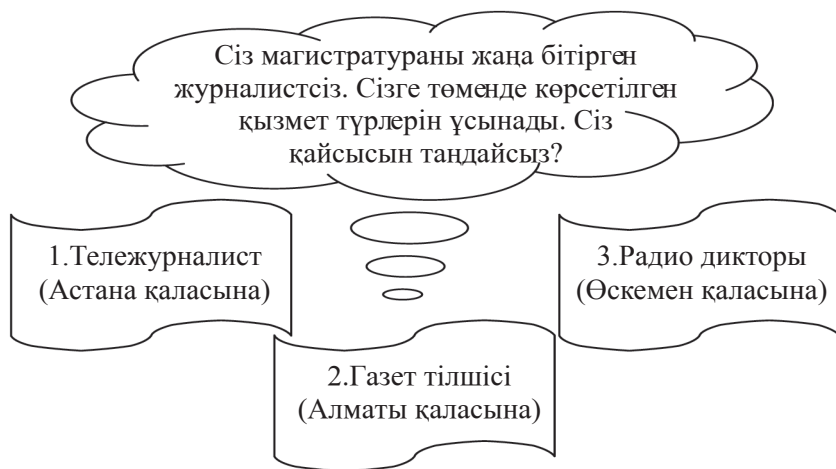 Сіз магистратураны жаңа бітірген
журналистсіз. Сізге төменде көрсетілген
қызмет түрлерін ұсынады. Сіз
қайсысын таңдайсыз?
1.Тележурналист
(Астана қаласына)
3.Радио дикторы
(Өскемен қаласына)
2.Газет тілшісі
(Алматы қаласына)